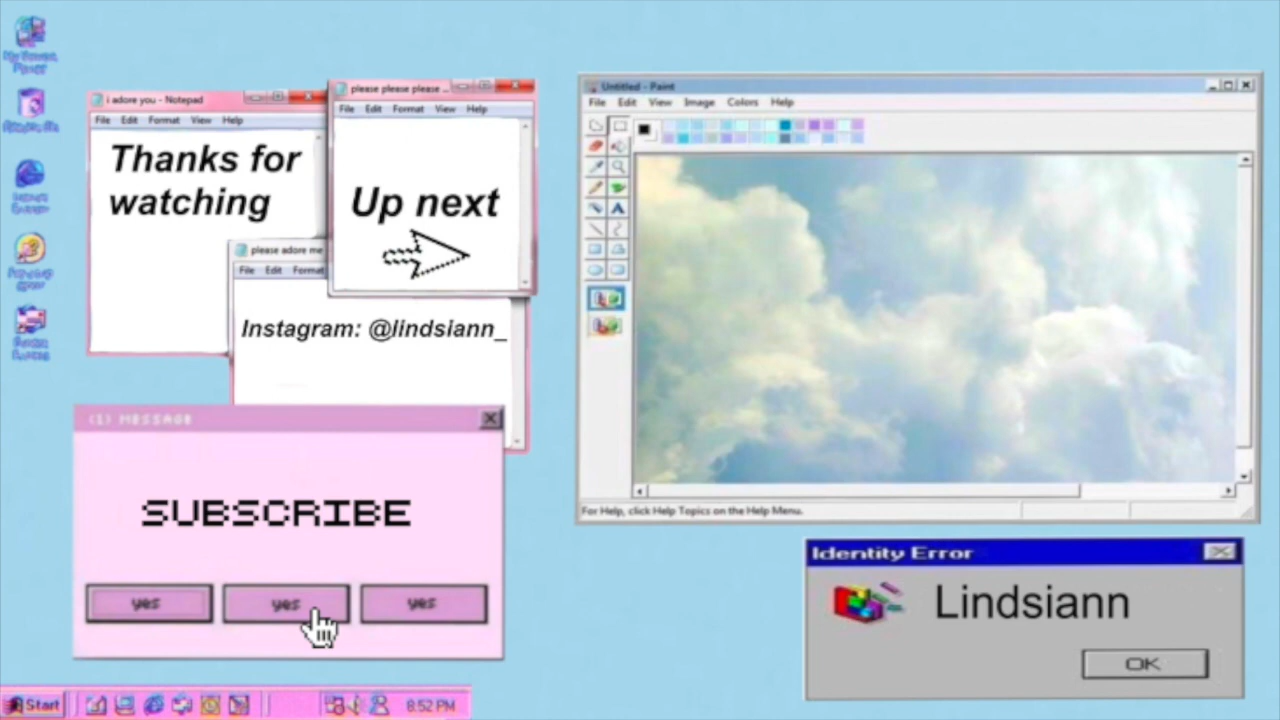 i adore you - Notepad
File Edit Format View Help
Thanks for
watching
please please please ...
File Edit Format View Help
Up next
please adore me
File Edit Format
Instagram: @lindsiann_
(1) MESSAGE
SUBSCRIBE
yes yes yes
Untitled - Paint
File Edit View Image Colors Help
A
For Help, click Help Topics on the Help Menu.
Identity Error
Lindsiann
OK
Start
8:52 PM